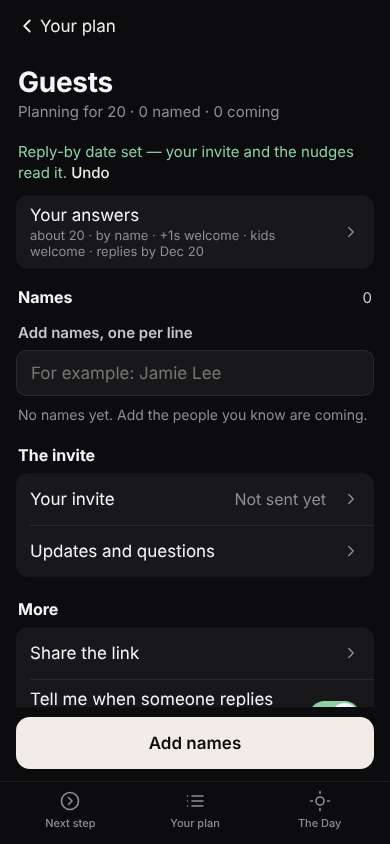 Your plan
Guests
Planning for 20 · 0 named · 0 coming
Reply-by date set — your invite and the nudges
read it. Undo
Your answers
about 20 · by name · +1s welcome · kids
welcome · replies by Dec 20
Names 0
Add names, one per line
For example: Jamie Lee
No names yet. Add the people you know are coming.
The invite
Your invite Not sent yet
Updates and questions
More
Share the link
Tell me when someone replies
Add names
Next step Your plan The Day